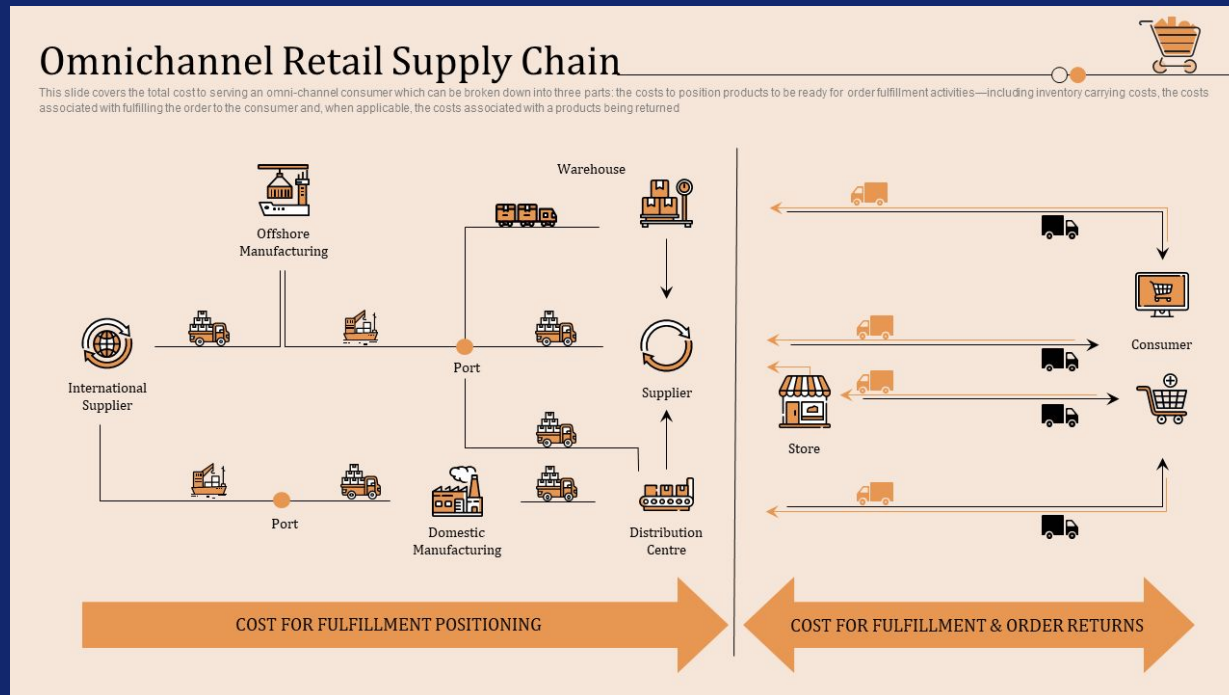 Omnichannel Retail Supply Chain
This slide covers the total cost to serving an omni-channel consumer which can be broken down into three parts: the costs to position products to be ready for order fulfillment activities—including inventory carrying costs, the costs
associated with fulfilling the order to the consumer and, when applicable, the costs associated with a products being returned
Warehouse
Offshore
Manufacturing
Consumer
Port
International
Supplier
Supplier
Store
Port
Domestic
Manufacturing
Distribution
Centre
COST FOR FULFILLMENT POSITIONING
COST FOR FULFILLMENT & ORDER RETURNS